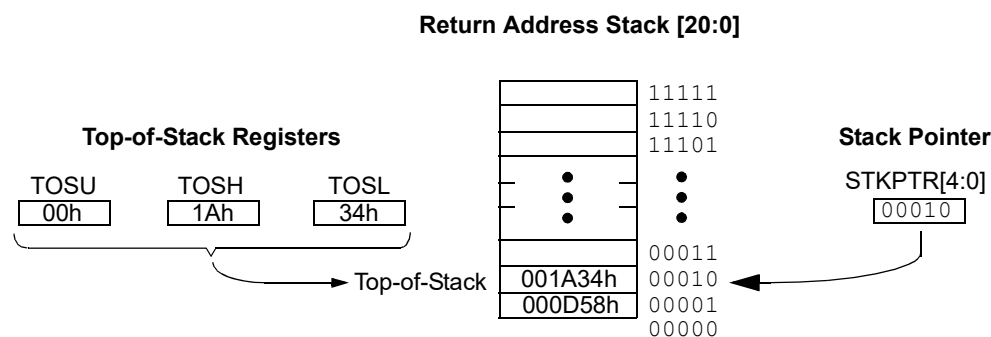 Return Address Stack [20:0]
11111
11110
Top-of-Stack Registers
11101
Stack Pointer
TOSU TOSH TOSL
STKPTR[4:0]
00h 1Ah 34h
00010
00011
Top-of-Stack 001A34h 00010
000D58h 00001
00000